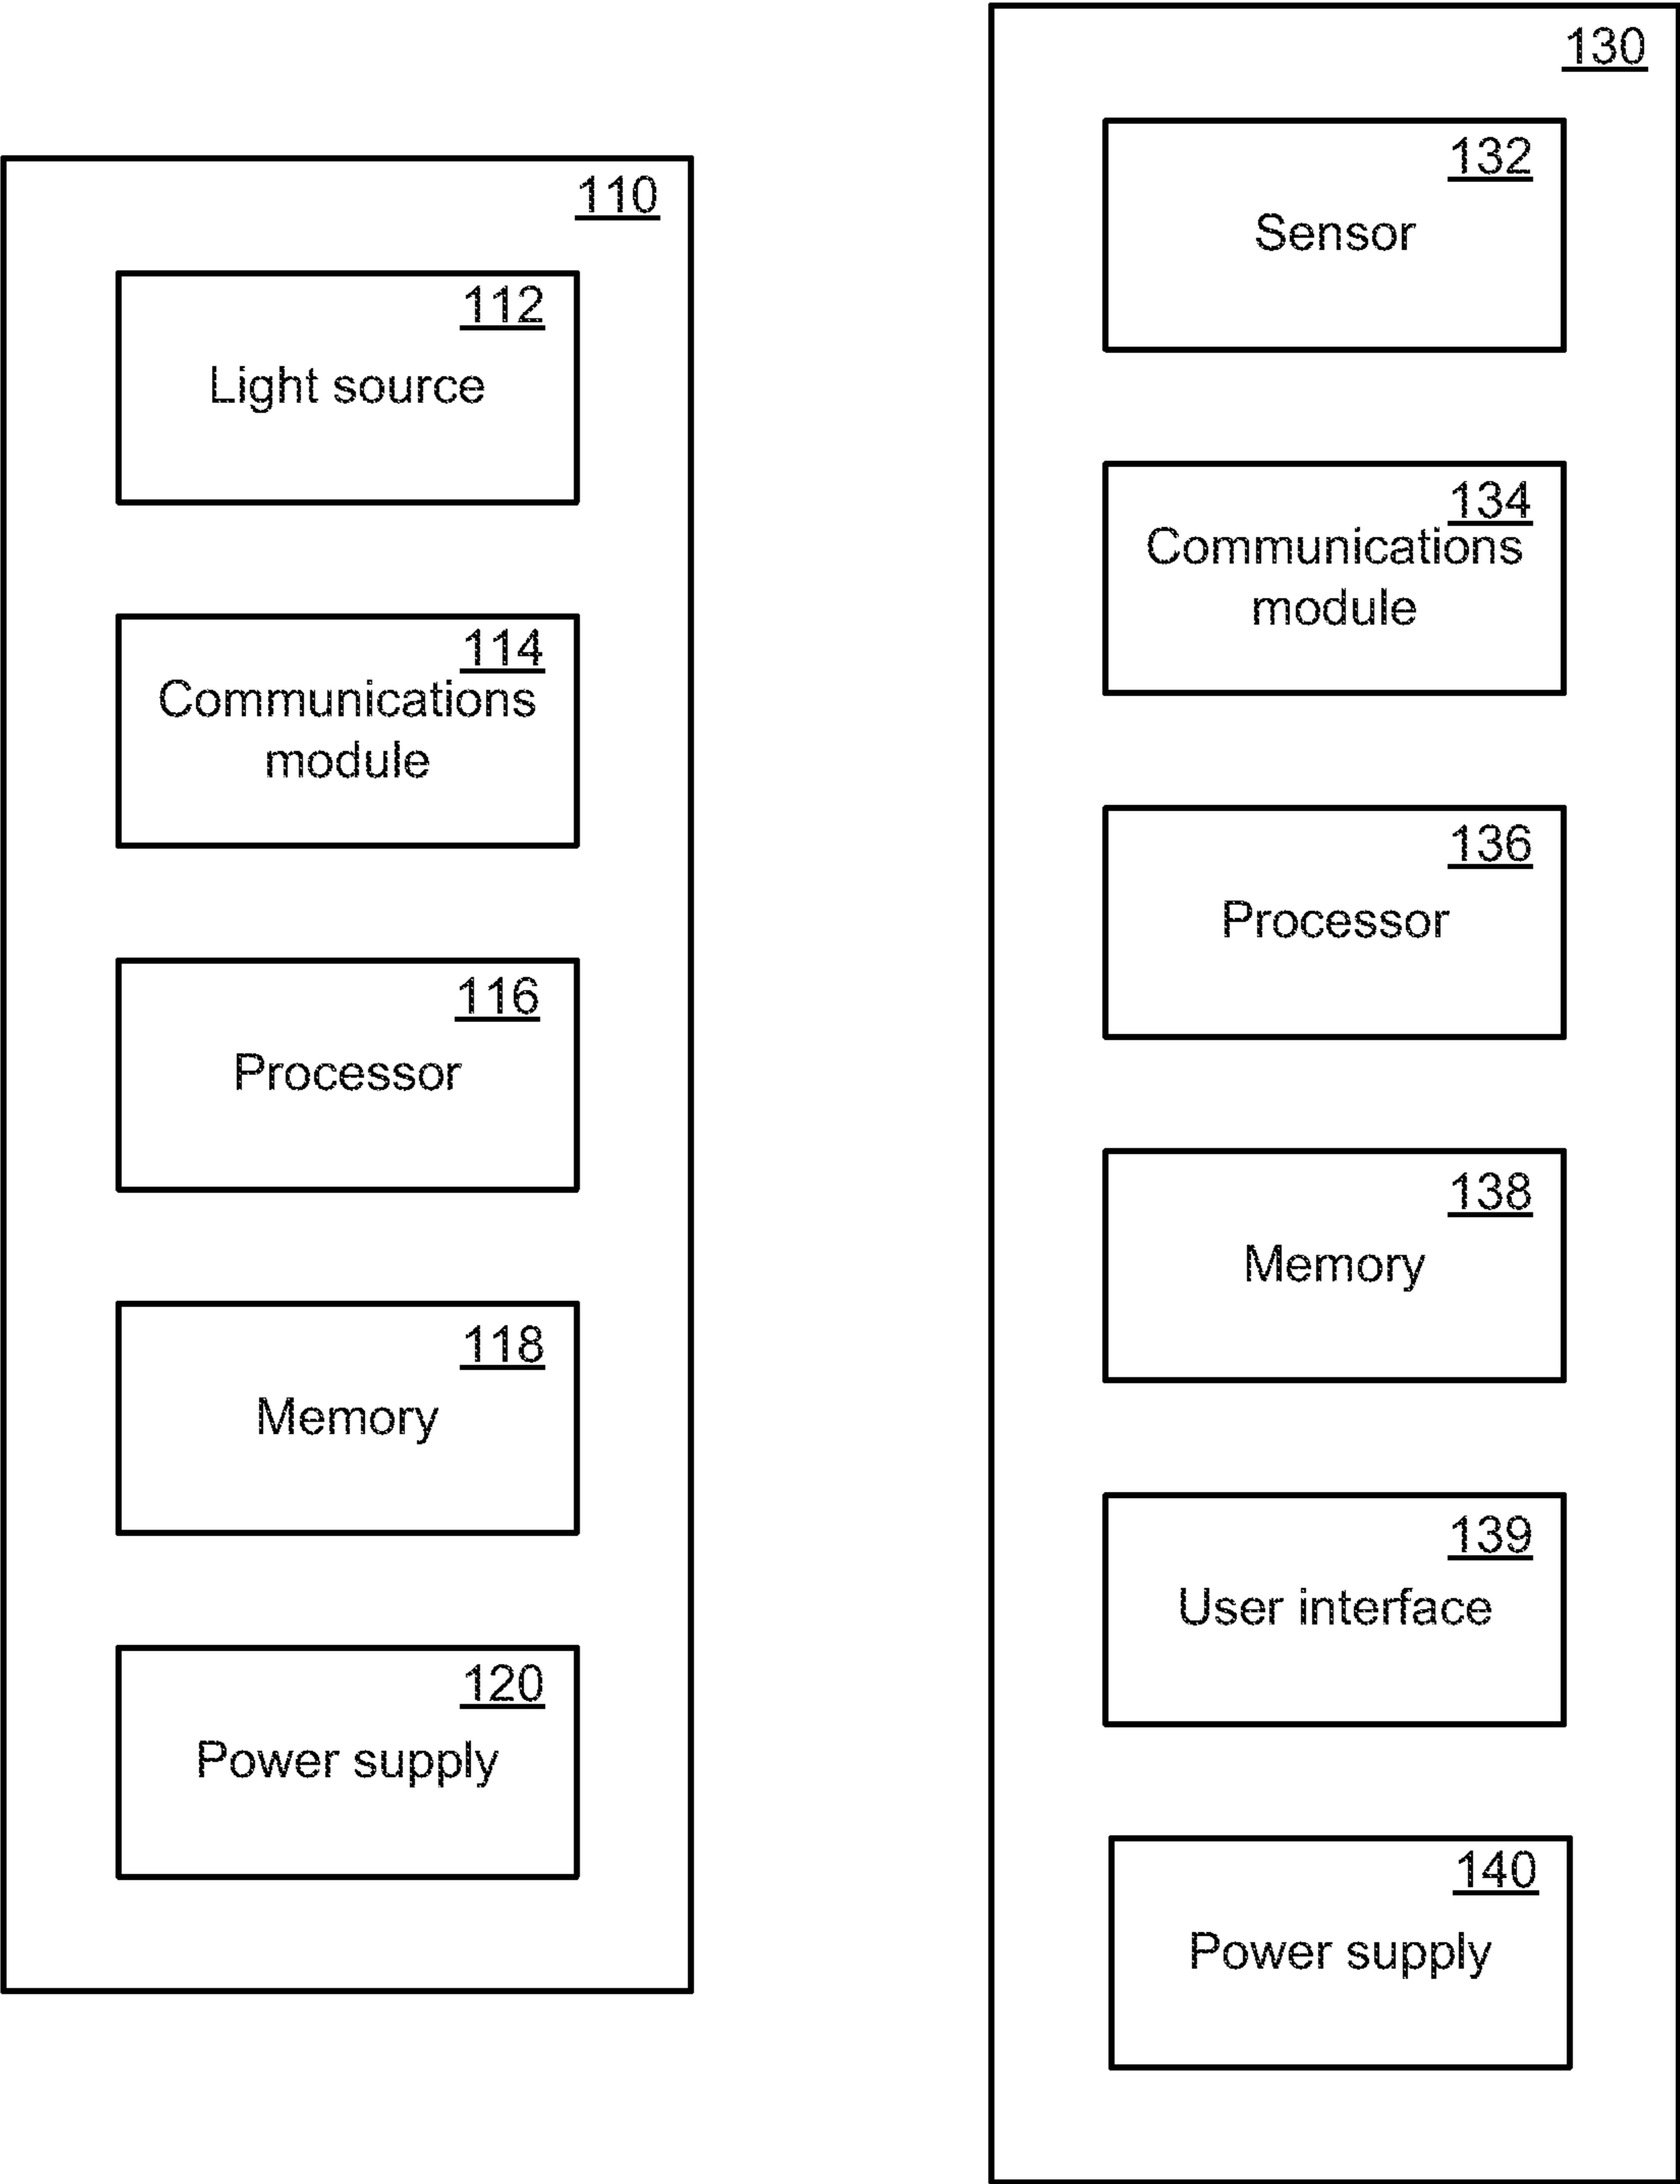 110
112
Light source
114
Communications
module
116
Processor
118
Memory
120
Power supply
130
132
Sensor
134
Communications
module
136
Processor
138
Memory
139
User interface
140
Power supply